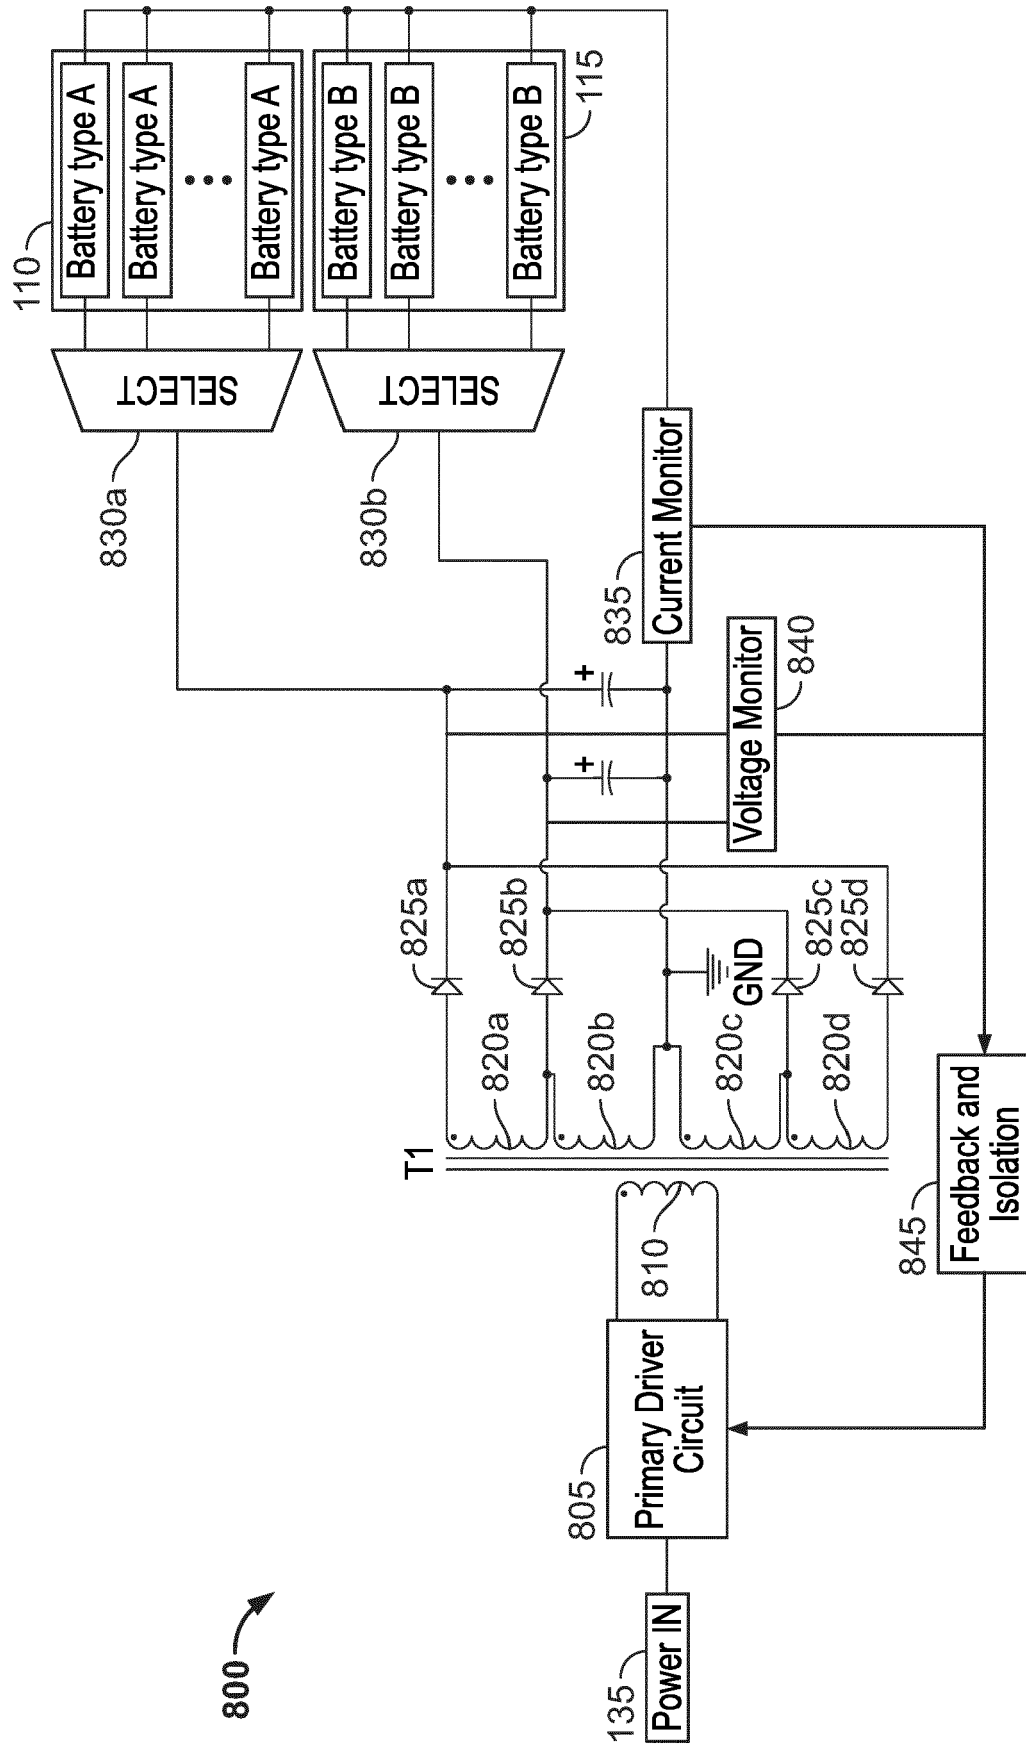 800
135
Power IN
805
Primary Driver
Circuit
810
T1
820a
820b
820c
820d
825a
825b
825c
825d
GND
+
+
Voltage Monitor
840
835
Current Monitor
845
Feedback and
Isolation
830a
SELECT
830b
SELECT
110
Battery type A
Battery type A
Battery type A
Battery type B
Battery type B
Battery type B
115